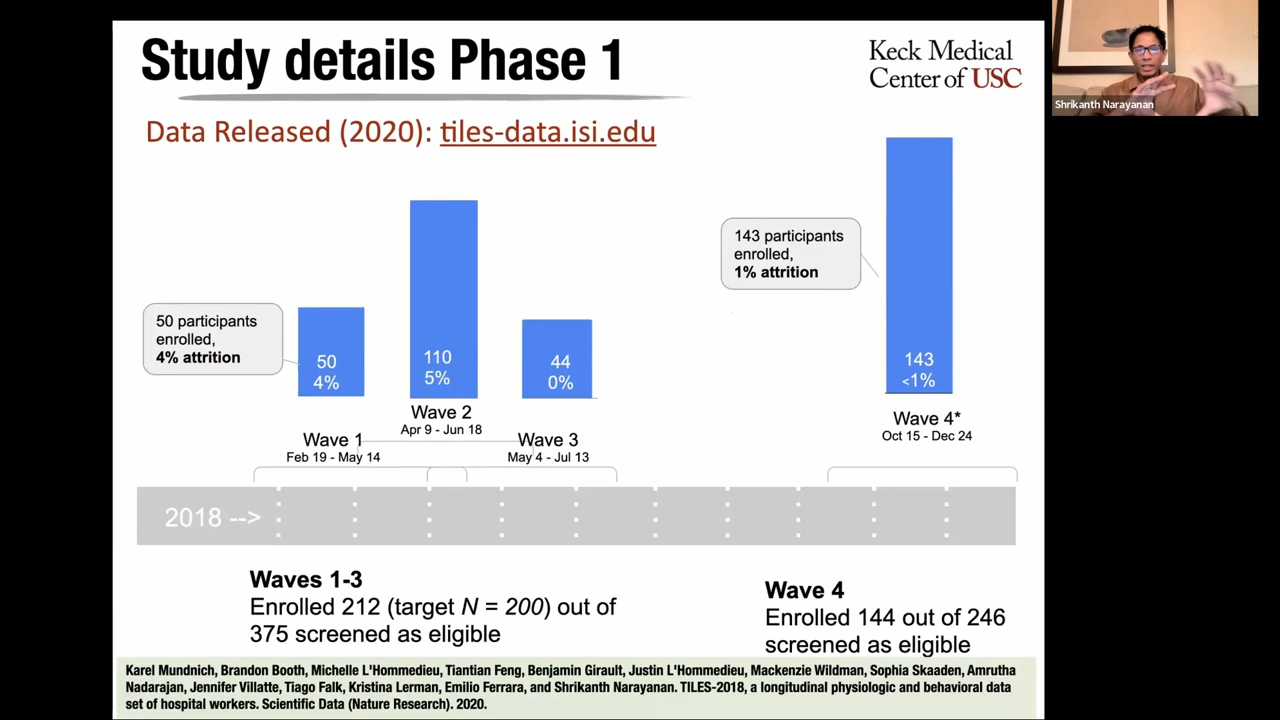 Study details Phase 1
Keck Medical
Center of USC
Shrikanth Narayanan
Data Released (2020): tiles-data.isi.edu
143 participants
enrolled,
1% attrition
50 participants
enrolled,
4% attrition
50
4%
110
5%
44
0%
143
<1%
Wave 1
Feb 19 - May 14
Wave 2
Apr 9 - Jun 18
Wave 3
May 4 - Jul 13
Wave 4*
Oct 15 - Dec 24
2018 -->
Waves 1-3
Enrolled 212 (target N = 200) out of
375 screened as eligible
Wave 4
Enrolled 144 out of 246
screened as eligible
Karel Mundnich, Brandon Booth, Michelle L'Hommedieu, Tiantian Feng, Benjamin Girault, Justin L'Hommedieu, Mackenzie Wildman, Sophia Skaaden, Amrutha
Nadarajan, Jennifer Villatte, Tiago Falk, Kristina Lerman, Emilio Ferrara, and Shrikanth Narayanan. TILES-2018, a longitudinal physiologic and behavioral data
set of hospital workers. Scientific Data (Nature Research). 2020.